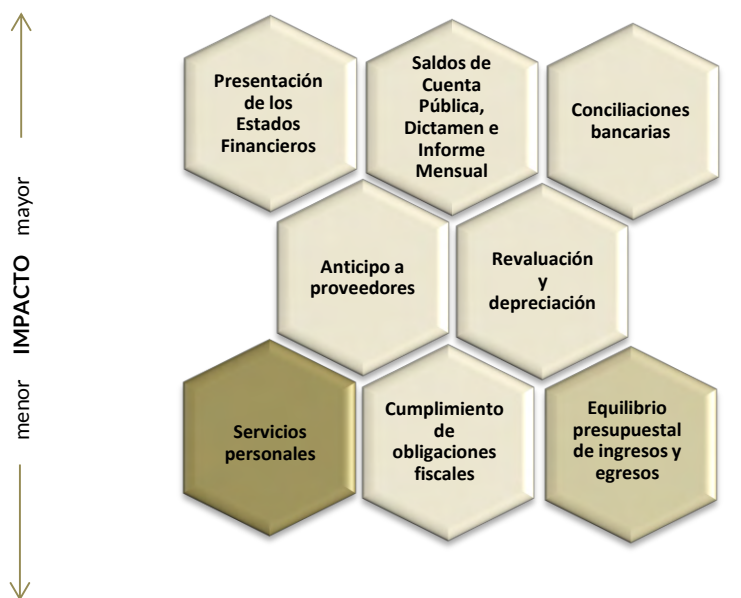 mayor
IMPACTO
menor
Presentación
de los
Estados
Financieros
Saldos de
Cuenta
Pública,
Dictamen e
Informe
Mensual
Conciliaciones
bancarias
Anticipo a
proveedores
Revaluación
y
depreciación
Servicios
personales
Cumplimiento
de
obligaciones
fiscales
Equilibrio
presupuestal
de ingresos y
egresos